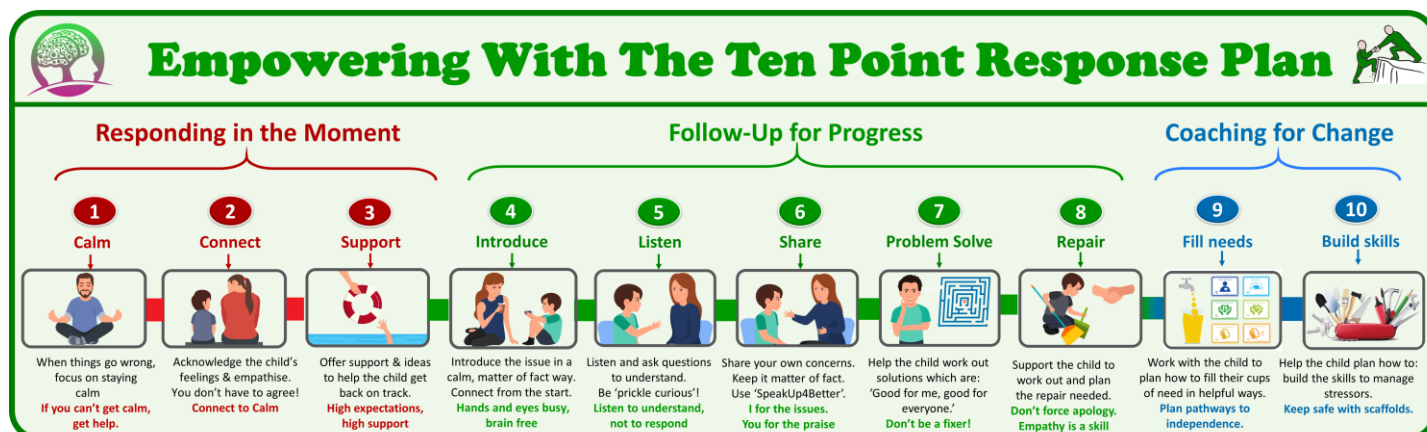 Empowering With The Ten Point Response Plan
Responding in the Moment
Follow-Up for Progress
Coaching for Change
1
Calm
When things go wrong,
focus on staying
calm
If you can't get calm,
get help.
2
Connect
Acknowledge the child's
feelings & empathise.
You don't have to agree!
Connect to Calm
3
Support
Offer support & ideas
to help the child get
back on track.
High expectations,
high support
4
Introduce
Introduce the issue in a
calm, matter of fact way.
Connect from the start.
Hands and eyes busy,
brain free
5
Listen
Listen and ask questions
to understand.
Be 'prickle curious'!
Listen to understand,
not to respond
6
Share
Share your own concerns.
Keep it matter of fact.
Use 'SpeakUp4Better'.
I for the issues.
You for the praise
7
Problem Solve
Help the child work out
solutions which are:
'Good for me, good for
everyone.'
Don't be a fixer!
8
Repair
Support the child to
work out and plan
the repair needed.
Don't force apology.
Empathy is a skill
9
Fill needs
Work with the child to
plan how to fill their cups
of need in helpful ways.
Plan pathways to
independence.
10
Build skills
Help the child plan how to:
build the skills to manage
stressors.
Keep safe with scaffolds.